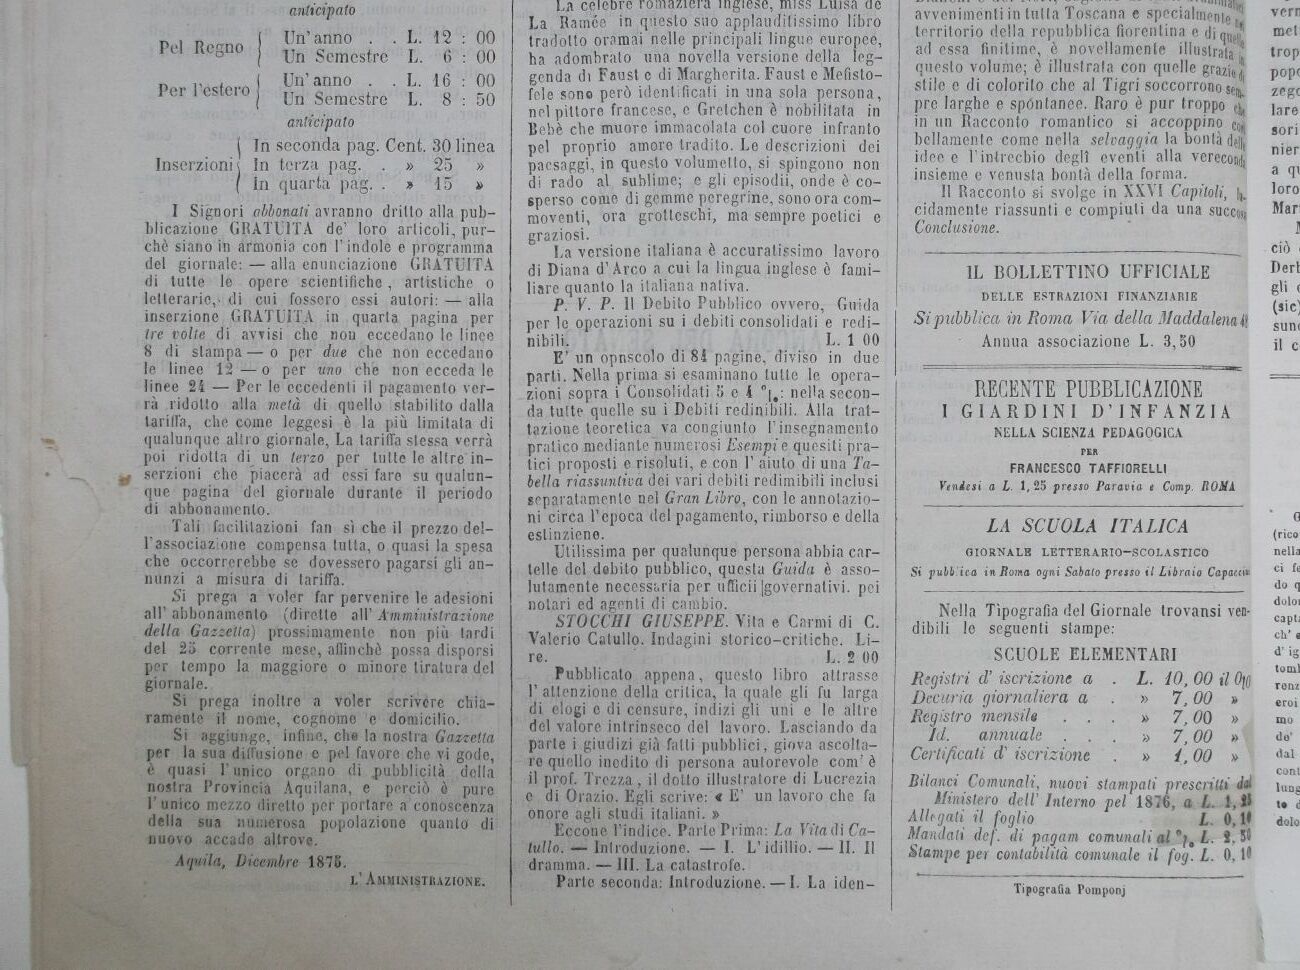 anticipato
Pel Regno { Un' anno . . L. 12 : 00
Un Semestre L. 6 : 00
Per l'estero { Un' anno . . L. 16 : 00
Un Semestre L. 8 : 50
anticipato
Inserzioni { In seconda pag. Cent. 30 linea
In terza pag. . » 25 »
In quarta pag. . » 15 »
I Signori abbonati avranno dritto alla pub-
blicazione GRATUITA de' loro articoli, pur-
chè siano in armonia con l'indole e programma
del giornale: — alla enunciazione GRATUITA
di tutte le opere scientifiche, artistiche o
letterarie, di cui fossero essi autori: — alla
inserzione GRATUITA in quarta pagina per
tre volte di avvisi che non eccedano le linee
8 di stampa — o per due che non eccedano
le linee 12 — o per uno che non ecceda le
linee 24 — Per le eccedenti il pagamento ver-
rà ridotto alla metà di quello stabilito dalla
tariffa, che come leggesi è la più limitata di
qualunque altro giornale, La tariffa stessa verrà
poi ridotta di un terzo per tutte le altre in-
serzioni che piacerà ad essi fare su qualun-
que pagina del giornale durante il periodo
di abbonamento.
Tali facilitazioni fan sì che il prezzo del-
l'associazione compensa tutta, o quasi la spesa
che occorrerebbe se dovessero pagarsi gli an-
nunzi a misura di tariffa.
Si prega a voler far pervenire le adesioni
all' abbonamento (dirette all' Amministrazione
della Gazzetta) prossimamente non più tardi
del 25 corrente mese, affinchè possa disporsi
per tempo la maggiore o minore tiratura del
giornale.
Si prega inoltre a voler scrivere chia-
ramente il nome, cognome e domicilio.
Si aggiunge, infine, che la nostra Gazzetta
per la sua diffusione e pel favore che vi gode,
è quasi l'unico organo di pubblicità della
nostra Provincia Aquilana, e perciò è pure
l'unico mezzo diretto per portare a conoscenza
della sua numerosa popolazione quanto di
nuovo accade altrove.
Aquila, Dicembre 1875.
L'AMMINISTRAZIONE.
La celebre romaziera inglese, miss Luisa de
La Ramée in questo suo applauditissimo libro
tradotto oramai nelle principali lingue europee,
ha adombrato una novella versione della leg-
genda di Faust e di Margherita. Faust e Mefisto-
fele sono però identificati in una sola persona,
nel pittore francese, e Gretchen è nobilitata in
Bebè che muore immacolata col cuore infranto
pel proprio amore tradito. Le descrizioni dei
paesaggi, in questo volumetto, si spingono non
di rado al sublime; e gli episodii, onde è co-
sperso come di gemme peregrine, sono ora com-
moventi, ora grotteschi, ma sempre poetici e
graziosi.
La versione italiana è accuratissimo lavoro
di Diana d'Arco a cui la lingua inglese è fami-
liare quanto la italiana nativa.
P. V. P. Il Debito Pubblico ovvero, Guida
per le operazioni su i debiti consolidati e redi-
nibili. L. 1 00
E' un opnscolo di 84 pagine, diviso in due
parti. Nella prima si esaminano tutte le opera-
zioni sopra i Consolidati 5 e 4 °|₀: nella secon-
da tutte quelle su i Debiti redinibili. Alla trat-
tazione teoretica va congiunto l'insegnamento
pratico mediante numerosi Esempi e quesiti pra-
tici proposti e risoluti, e con l' aiuto di una Ta-
bella riassuntiva dei vari debiti redimibili inclusi
separatamente nel Gran Libro, con le annotazio-
ni circa l'epoca del pagamento, rimborso e della
estinzione.
Utilissima per qualunque persona abbia car-
telle del debito pubblico, questa Guida è asso-
lutamente necessaria per ufficii |governativi. pei
notari ed agenti di cambio.
STOCCHI GIUSEPPE. Vita e Carmi di C.
Valerio Catullo. Indagini storico-critiche. Li-
re. L. 2 00
Pubblicato appena, questo libro attrasse
l'attenzione della critica, la quale gli fu larga
di elogi e di censure, indizi gli uni e le altre
del valore intrinseco del lavoro. Lasciando da
parte i giudizi già fatti pubblici, giova ascolta-
re quello inedito di persona autorevole com' è
il prof. Trezza, il dotto illustratore di Lucrezia
e di Orazio. Egli scrive: « E' un lavoro che fa
onore agli studi italiani. »
Eccone l'indice. Parte Prima: La Vita di Ca-
tullo. — Introduzione. — I. L'idillio. — II. Il
dramma. — III. La catastrofe.
Parte seconda: Introduzione. — I. La iden-
avvenimenti in tutta Toscana e specialmente
territorio della repubblica fiorentina e di quelle
ad essa finitime, è novellamente illustrata in
questo volume; è illustrata con quelle grazie di
stile e di colorito che al Tigri soccorrono sem-
pre larghe e spontanee. Raro è pur troppo che
in un Racconto romantico si accoppino così
bellamente come nella selvaggia la bontà delle
idee e l'intrecbio deglì eventi alla vereconda
insieme e venusta bontà della forma.
Il Racconto si svolge in XXVI Capitoli, lu-
cidamente riassunti e compiuti da una succosa
Conclusione.
IL BOLLETTINO UFFICIALE
DELLE ESTRAZIONI FINANZIARIE
Si pubblica in Roma Via della Maddalena
Annua associazione L. 3,50
RECENTE PUBBLICAZIONE
I GIARDINI D'INFANZIA
NELLA SCIENZA PEDAGOGICA
PER
FRANCESCO TAFFIORELLI
Vendesi a L. 1,25 presso Paravia e Comp. ROMA
LA SCUOLA ITALICA
GIORNALE LETTERARIO-SCOLASTICO
Si pubb'ica in Roma ogni Sabato presso il Libraio Capaccini
Nella Tipografia del Giornale trovansi ven-
dibili le seguenti stampe:
SCUOLE ELEMENTARI
Registri d' iscrizione a . L. 10,00 il 0|0
Decuria giornaliera a . » 7,00 »
Registro mensile . . . » 7,00 »
Id. annuale . . . » 7,00 »
Certificati d' iscrizione . » 1,00 »
Bilanci Comunali, nuovi stampati prescritti dal
Ministero dell' Interno pel 1876, a L. 1,25
Allegati il foglio L. 0,10
Mandati def. di pagam comunali al °|₀ L. 2,50
Stampe per contabilità comunale il fog. L. 0,10
Tipografia Pomponj